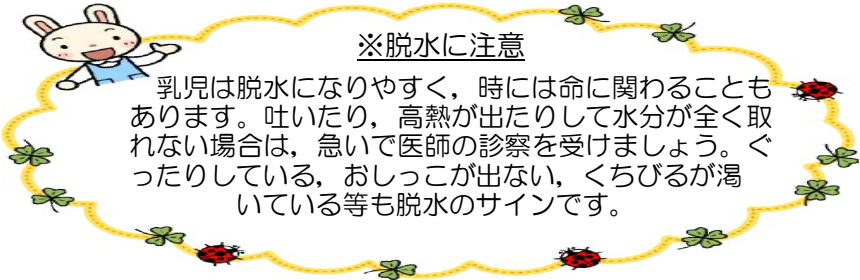 ※脱水に注意
乳児は脱水になりやすく，時には命に関わることも
あります。吐いたり，高熱が出たりして水分が全く取
れない場合は，急いで医師の診察を受けましょう。ぐ
ったりしている，おしっこが出ない，くちびるが渇
いている等も脱水のサインです。